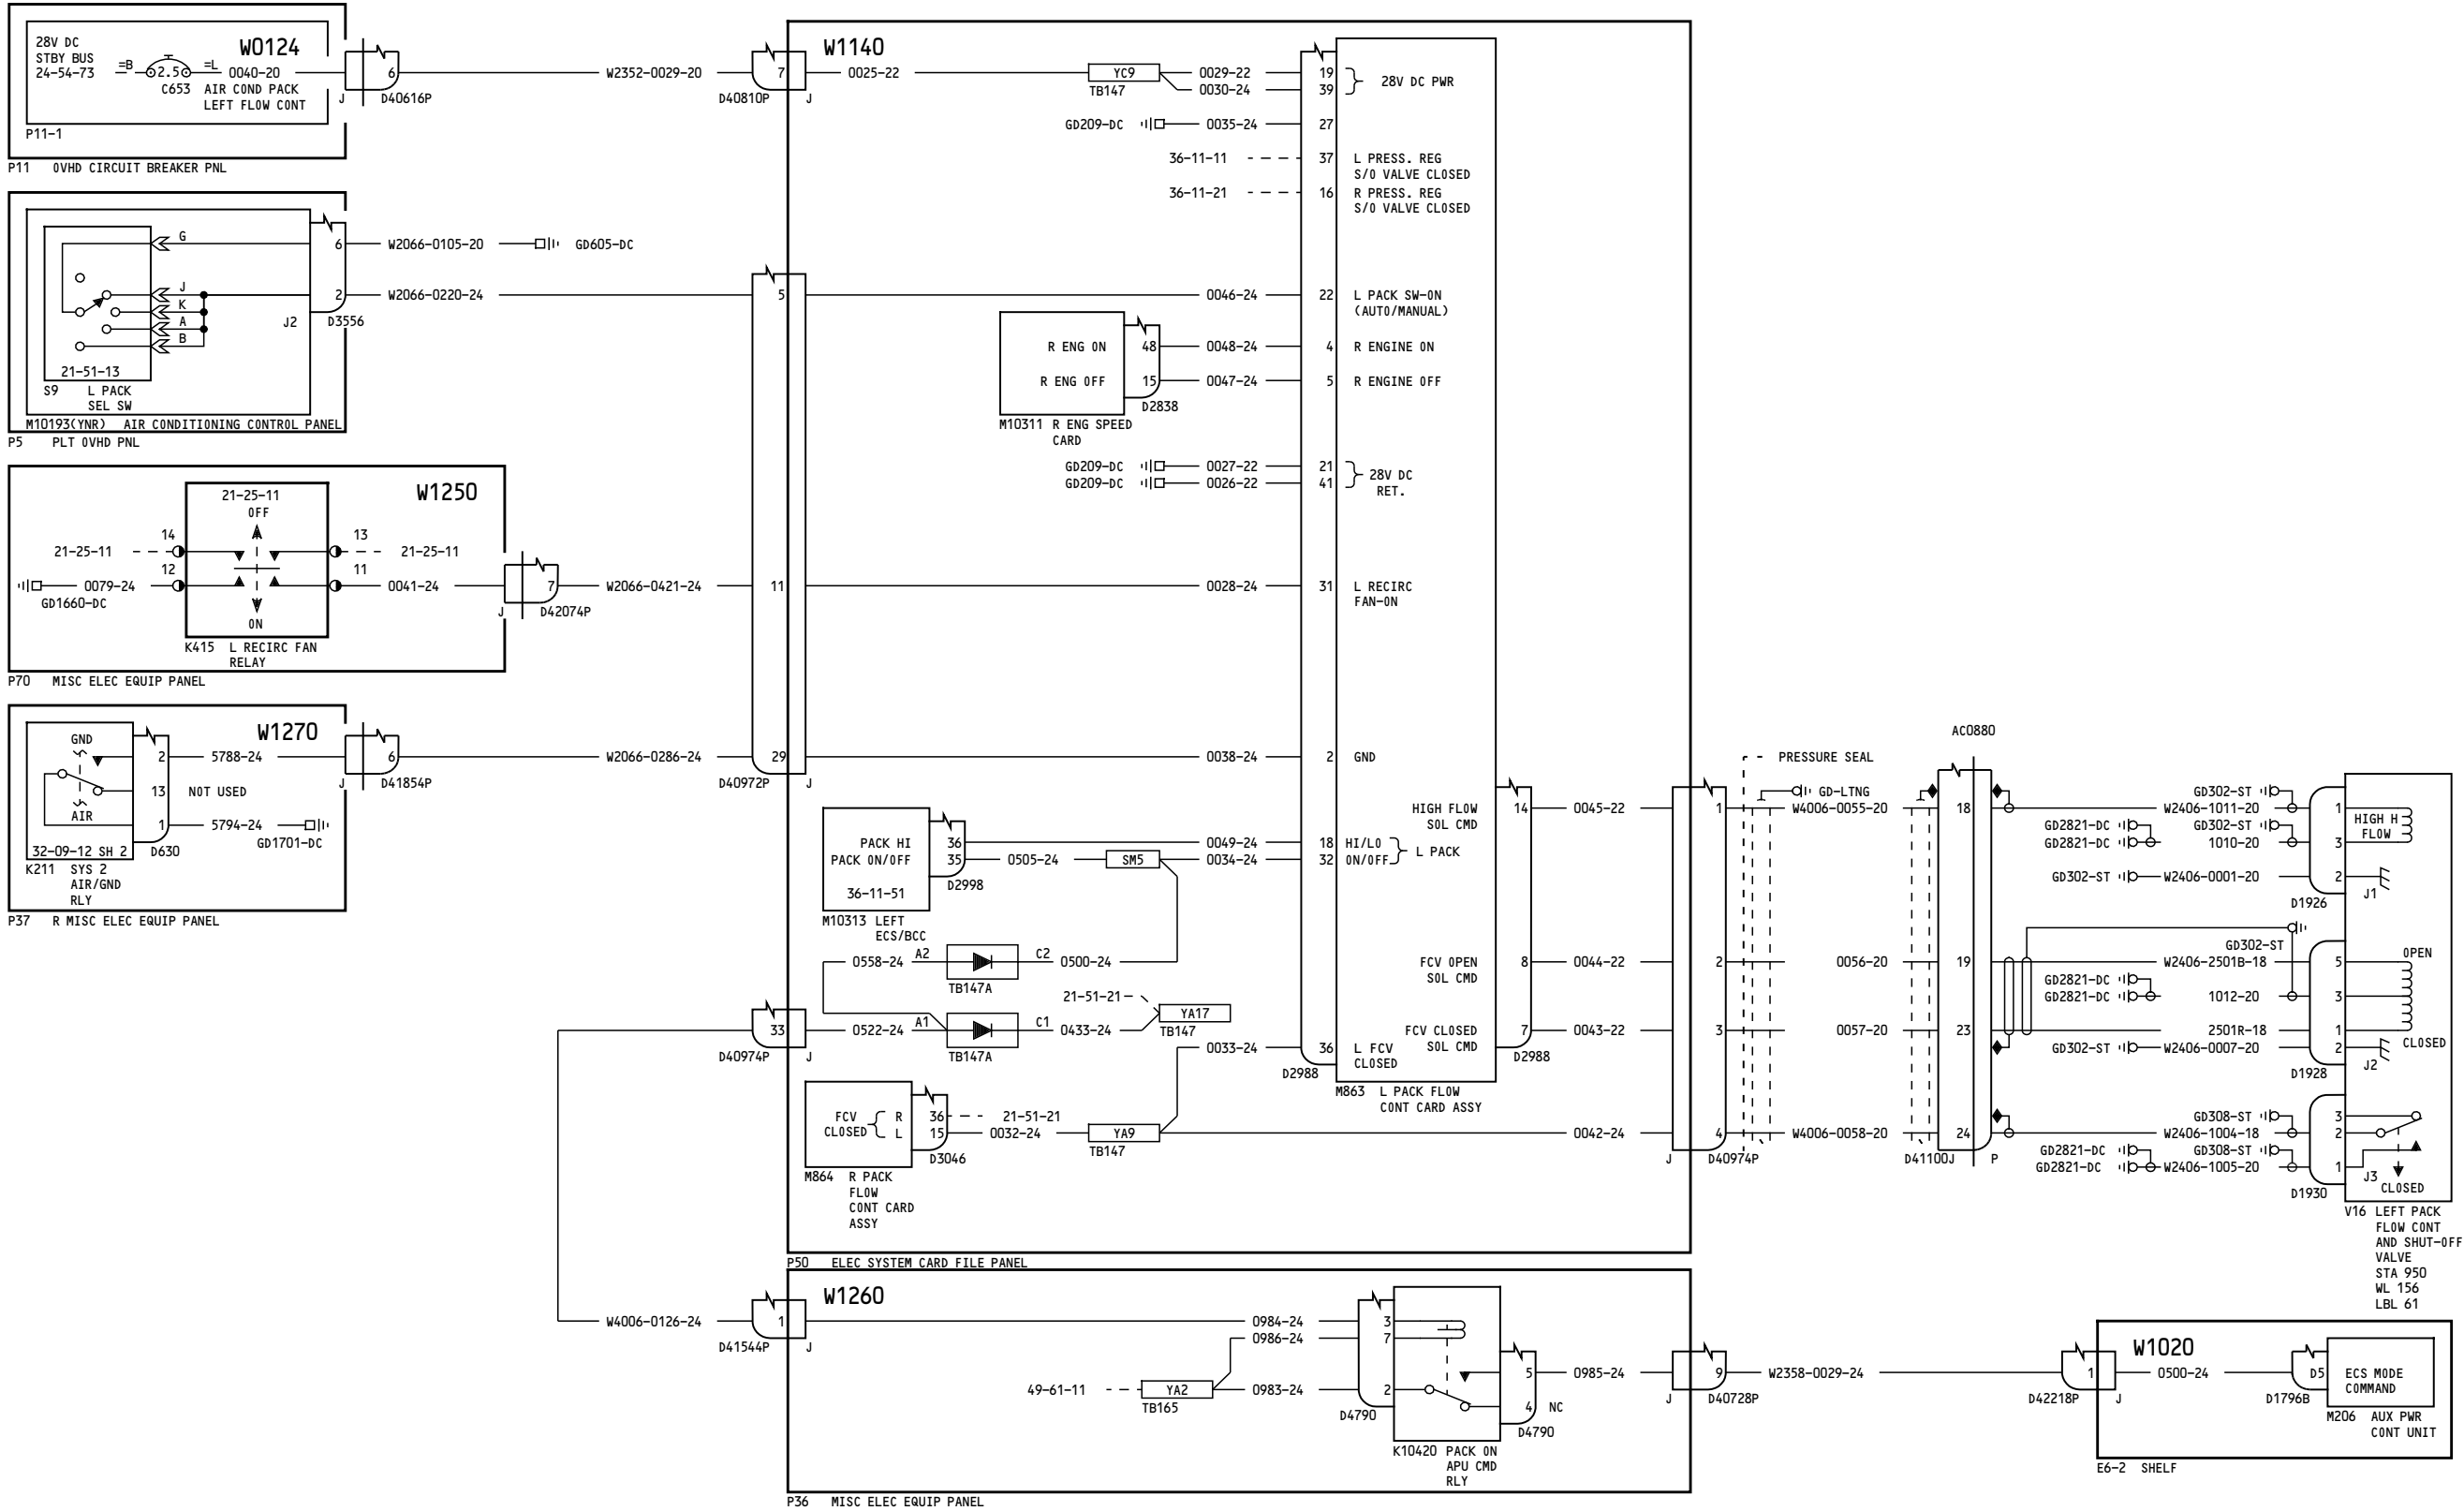 28V DC
STBY BUS
24-54-73
=B
2.5
=L
0040-20
C653
AIR COND PACK
LEFT FLOW CONT
W0124
P11-1
P11 OVHD CIRCUIT BREAKER PNL
J
6
D40616P
W2352-0029-20
7
D40810P
J
W1140
0025-22
YC9
TB147
0029-22
0030-24
19
39
28V DC PWR
GD209-DC
0035-24
27
36-11-11
37
L PRESS. REG
S/O VALVE CLOSED
36-11-21
16
R PRESS. REG
S/O VALVE CLOSED
G
J
K
A
B
21-51-13
S9 L PACK
SEL SW
J2
6
2
D3556
M10193(YNR) AIR CONDITIONING CONTROL PANEL
P5 PLT OVHD PNL
W2066-0105-20
GD605-DC
W2066-0220-24
5
0046-24
22
L PACK SW-ON
(AUTO/MANUAL)
R ENG ON
48
0048-24
4
R ENGINE ON
R ENG OFF
15
0047-24
5
R ENGINE OFF
D2838
M10311 R ENG SPEED
CARD
GD209-DC
0027-22
21
GD209-DC
0026-22
41
28V DC
RET.
W1250
21-25-11
OFF
14
13
21-25-11
21-25-11
12
11
0079-24
GD1660-DC
0041-24
ON
K415 L RECIRC FAN
RELAY
P70 MISC ELEC EQUIP PANEL
J
7
D42074P
W2066-0421-24
11
0028-24
31
L RECIRC
FAN-ON
W1270
GND
AIR
2
5788-24
13
NOT USED
1
5794-24
GD1701-DC
32-09-12 SH 2
D630
K211 SYS 2
AIR/GND
RLY
P37 R MISC ELEC EQUIP PANEL
J
6
D41854P
W2066-0286-24
29
D40972P
J
0038-24
2
GND
PACK HI
36
0049-24
18
HI/LO
PACK ON/OFF
35
0505-24
SM5
0034-24
32
ON/OFF
L PACK
36-11-51
D2998
M10313 LEFT
ECS/BCC
0558-24
A2
TB147A
C2
0500-24
33
D40974P
J
0522-24
A1
TB147A
C1
0433-24
21-51-21
YA17
TB147
0033-24
36
L FCV
CLOSED
D2988
M863 L PACK FLOW
CONT CARD ASSY
HIGH FLOW
SOL CMD
14
0045-22
FCV OPEN
SOL CMD
8
0044-22
FCV CLOSED
SOL CMD
7
0043-22
D2988
FCV
CLOSED
R
L
36
15
21-51-21
0032-24
YA9
TB147
0042-24
D3046
M864 R PACK
FLOW
CONT CARD
ASSY
P50 ELEC SYSTEM CARD FILE PANEL
1
2
3
4
J
D40974P
PRESSURE SEAL
GD-LTNG
W4006-0055-20
0056-20
0057-20
W4006-0058-20
AC0880
18
19
23
24
D41100J
P
GD302-ST
W2406-1011-20
GD2821-DC
GD302-ST
GD2821-DC
1010-20
GD302-ST
W2406-0001-20
1
3
2
D1926
HIGH H
FLOW
J1
GD302-ST
W2406-2501B-18
GD2821-DC
GD2821-DC
1012-20
2501R-18
GD302-ST
W2406-0007-20
5
3
1
2
D1928
OPEN
CLOSED
J2
GD308-ST
W2406-1004-18
GD2821-DC
GD308-ST
GD2821-DC
W2406-1005-20
3
2
1
D1930
J3
CLOSED
V16 LEFT PACK
FLOW CONT
AND SHUT-OFF
VALVE
STA 950
WL 156
LBL 61
W4006-0126-24
1
D41544P
J
W1260
0984-24
0986-24
49-61-11
YA2
TB165
0983-24
3
7
2
D4790
5
4
NC
D4790
0985-24
K10420 PACK ON
APU CMD
RLY
P36 MISC ELEC EQUIP PANEL
J
9
D40728P
W2358-0029-24
1
D42218P
J
W1020
0500-24
D5
D1796B
ECS MODE
COMMAND
M206 AUX PWR
CONT UNIT
E6-2 SHELF